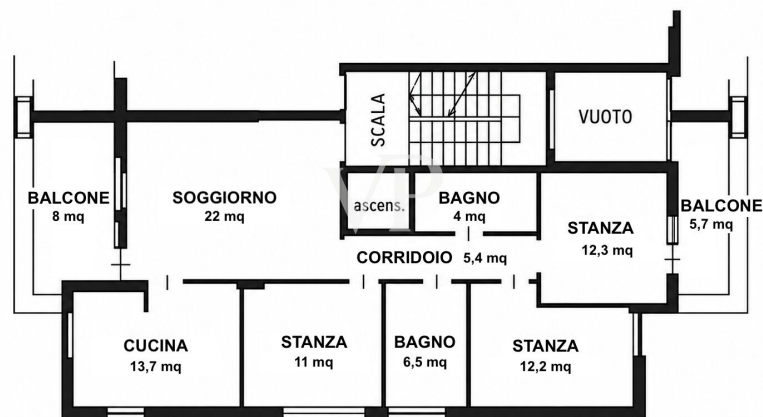 SCALA
VUOTO
BALCONE
8 mq
SOGGIORNO
22 mq
ascens.
BAGNO
4 mq
STANZA
12,3 mq
BALCONE
5,7 mq
CORRIDOIO 5,4 mq
CUCINA
13,7 mq
STANZA
11 mq
BAGNO
6,5 mq
STANZA
12,2 mq
VP